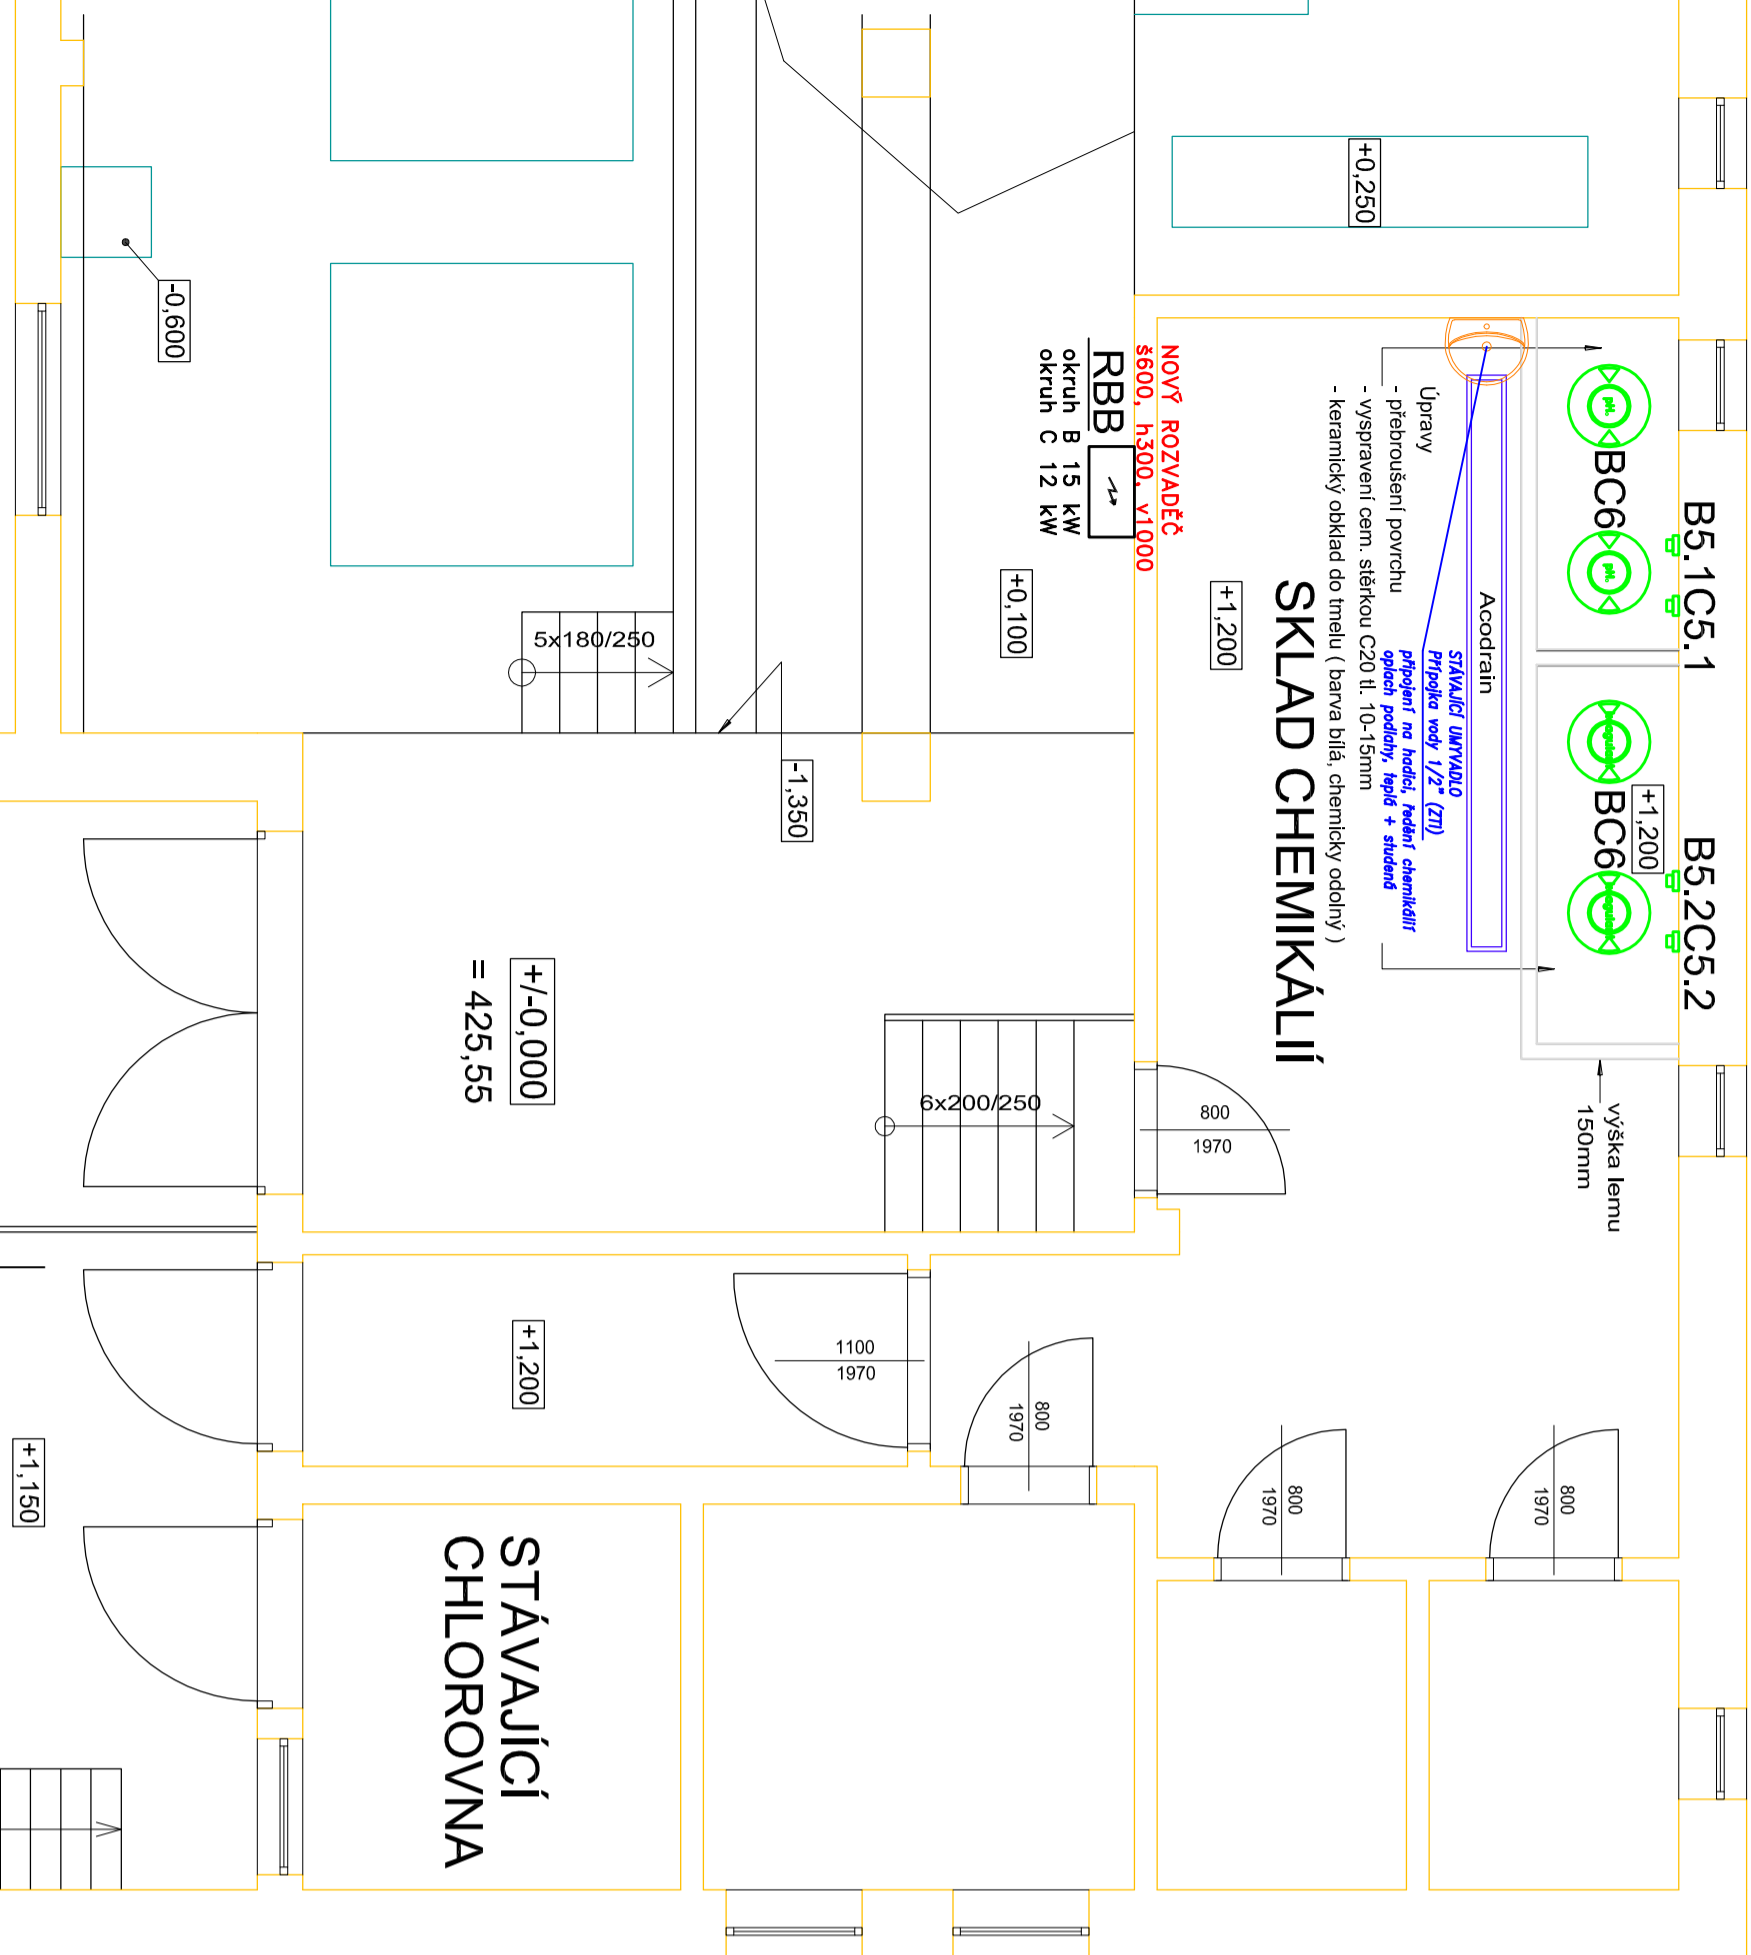 B5.1C5.1
B5.2C5.2
BC6
BC6
pH-
pH-
+1,200
výška lemu
150mm
Acodrain
STÁVAJÍCÍ UMYVADLO
Přípojka vody 1/2" (ZTI)
připojení na hadici, ředění chemikálií
oplach podlahy, teplá + studená
Úpravy
- přebroušení povrchu
- vyspravení cem. stěrkou C20 tl. 10-15mm
- keramický obklad do tmelu ( barva bílá, chemicky odolný )
+0,250
SKLAD CHEMIKÁLIÍ
+1,200
NOVÝ ROZVADĚČ
š600, h300, v1000
RBB
okruh B 15 kW
okruh C 12 kW
+0,100
5x180/250
-1,350
-0,600
+/-0,000
= 425,55
6x200/250
800
1970
1100
1970
800
1970
800
1970
800
1970
+1,200
+1,150
STÁVAJÍCÍ
CHLOROVNA